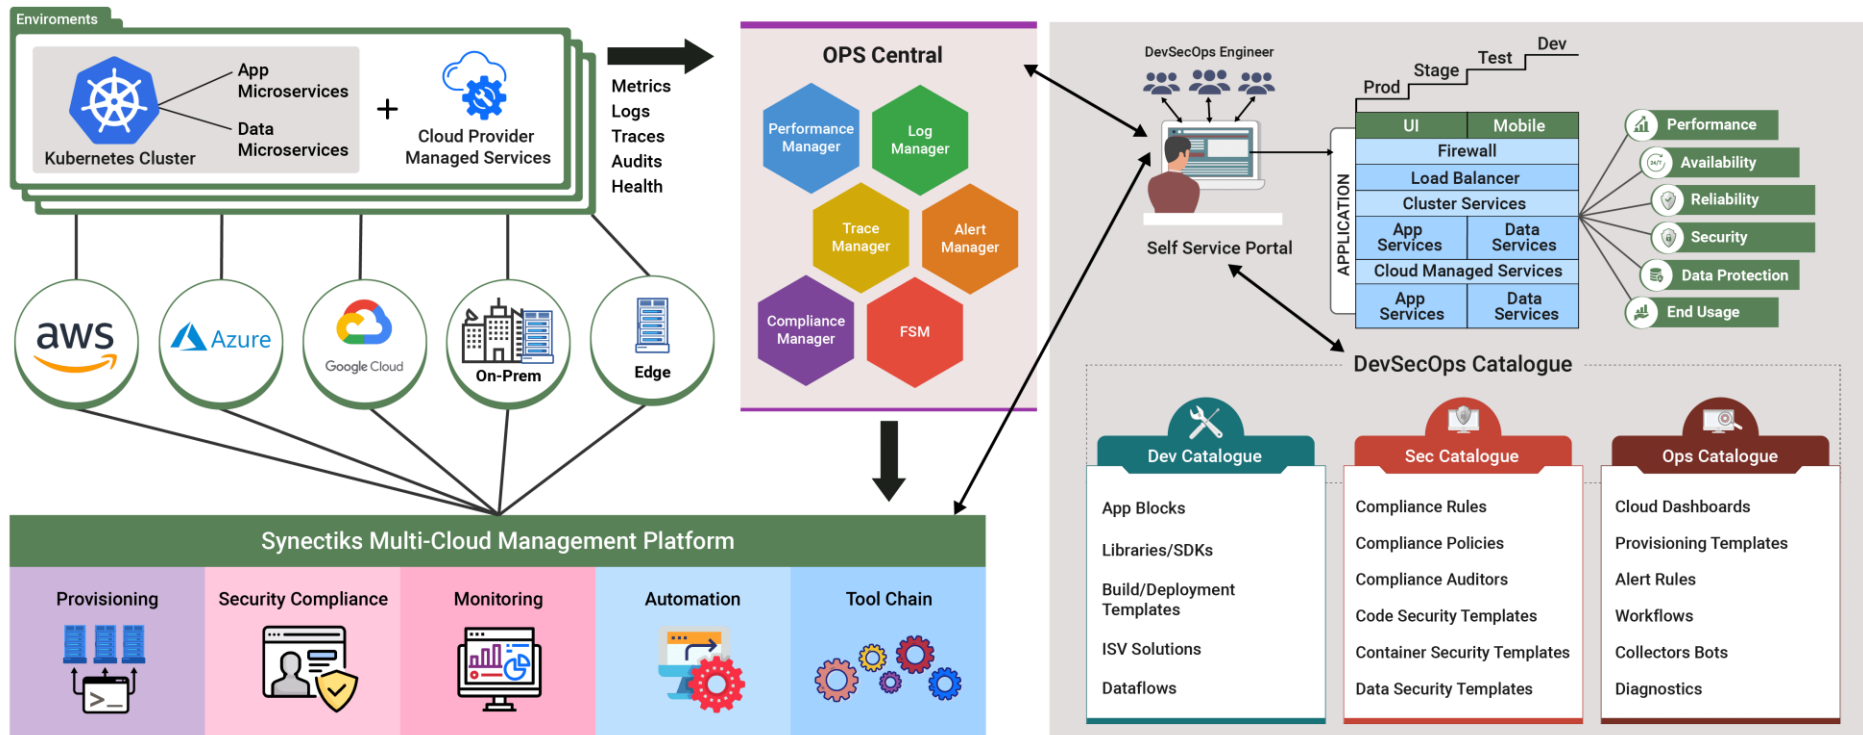 Enviroments
App
Microservices
Data
Microservices
Kubernetes Cluster
+
Cloud Provider
Managed Services
Metrics
Logs
Traces
Audits
Health
aws
Azure
Google Cloud
On-Prem
Edge
OPS Central
Performance
Manager
Log
Manager
Trace
Manager
Alert
Manager
Compliance
Manager
FSM
Synectiks Multi-Cloud Management Platform
Provisioning
Security Compliance
Monitoring
Automation
Tool Chain
>_
DevSecOps Engineer
Self Service Portal
Prod
Stage
Test
Dev
APPLICATION
UI
Mobile
Firewall
Load Balancer
Cluster Services
App
Services
Data
Services
Cloud Managed Services
App
Services
Data
Services
Performance
24/7
Availability
Reliability
Security
Data Protection
End Usage
DevSecOps Catalogue
Dev Catalogue
App Blocks
Libraries/SDKs
Build/Deployment
Templates
ISV Solutions
Dataflows
Sec Catalogue
Compliance Rules
Compliance Policies
Compliance Auditors
Code Security Templates
Container Security Templates
Data Security Templates
Ops Catalogue
Cloud Dashboards
Provisioning Templates
Alert Rules
Workflows
Collectors Bots
Diagnostics